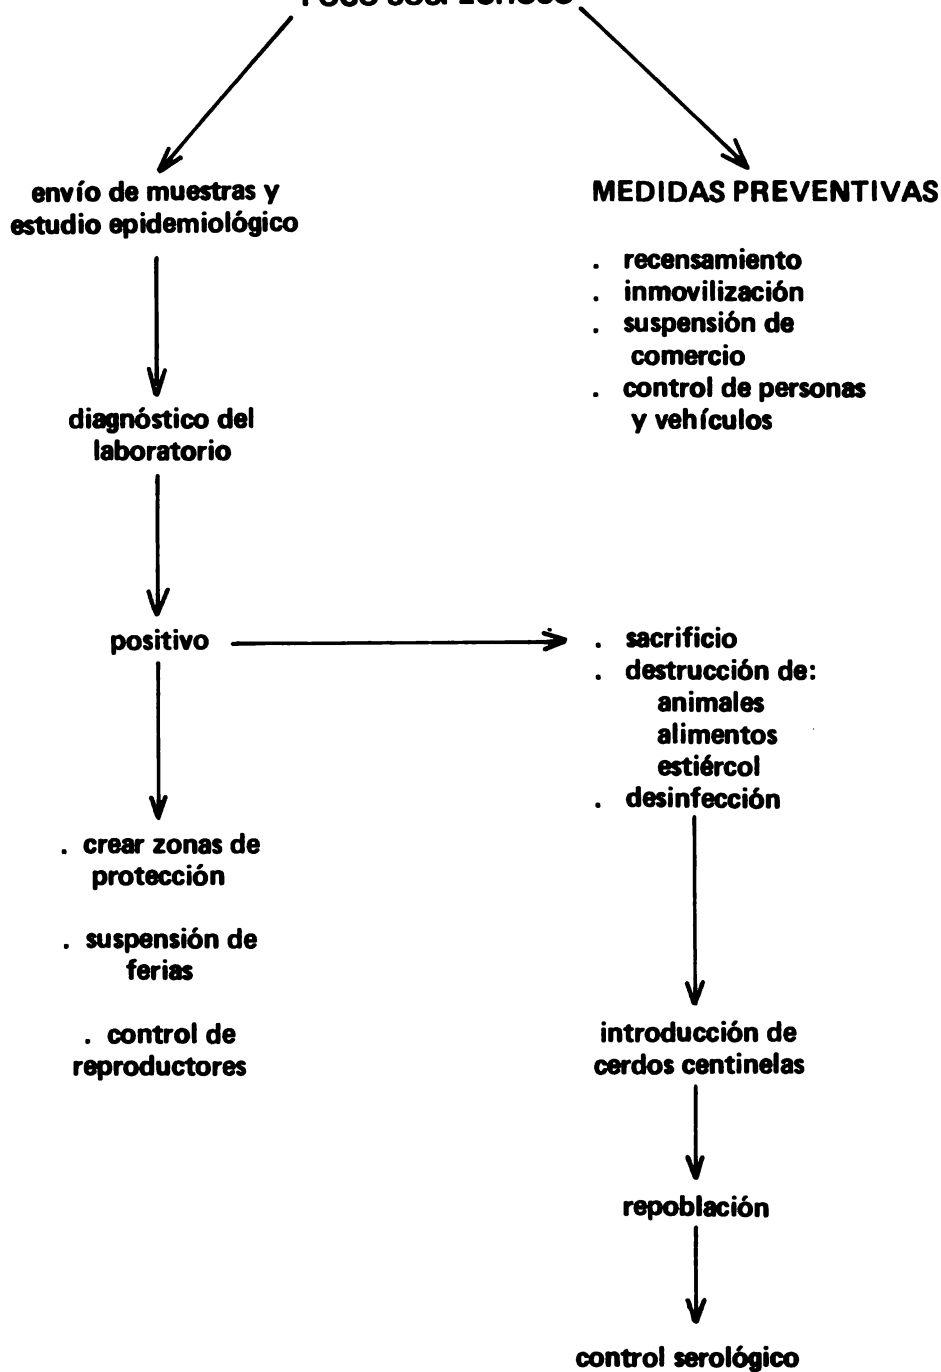 envío de muestras y
estudio epidemiológico
MEDIDAS PREVENTIVAS
. recensamiento
. inmovilización
. suspensión de
comercio
. control de personas
y vehículos
diagnóstico del
laboratorio
positivo
. sacrificio
. destrucción de:
animales
alimentos
estiércol
. desinfección
. crear zonas de
protección
. suspensión de
ferias
. control de
reproductores
introducción de
cerdos centinelas
repoblación
control serológico